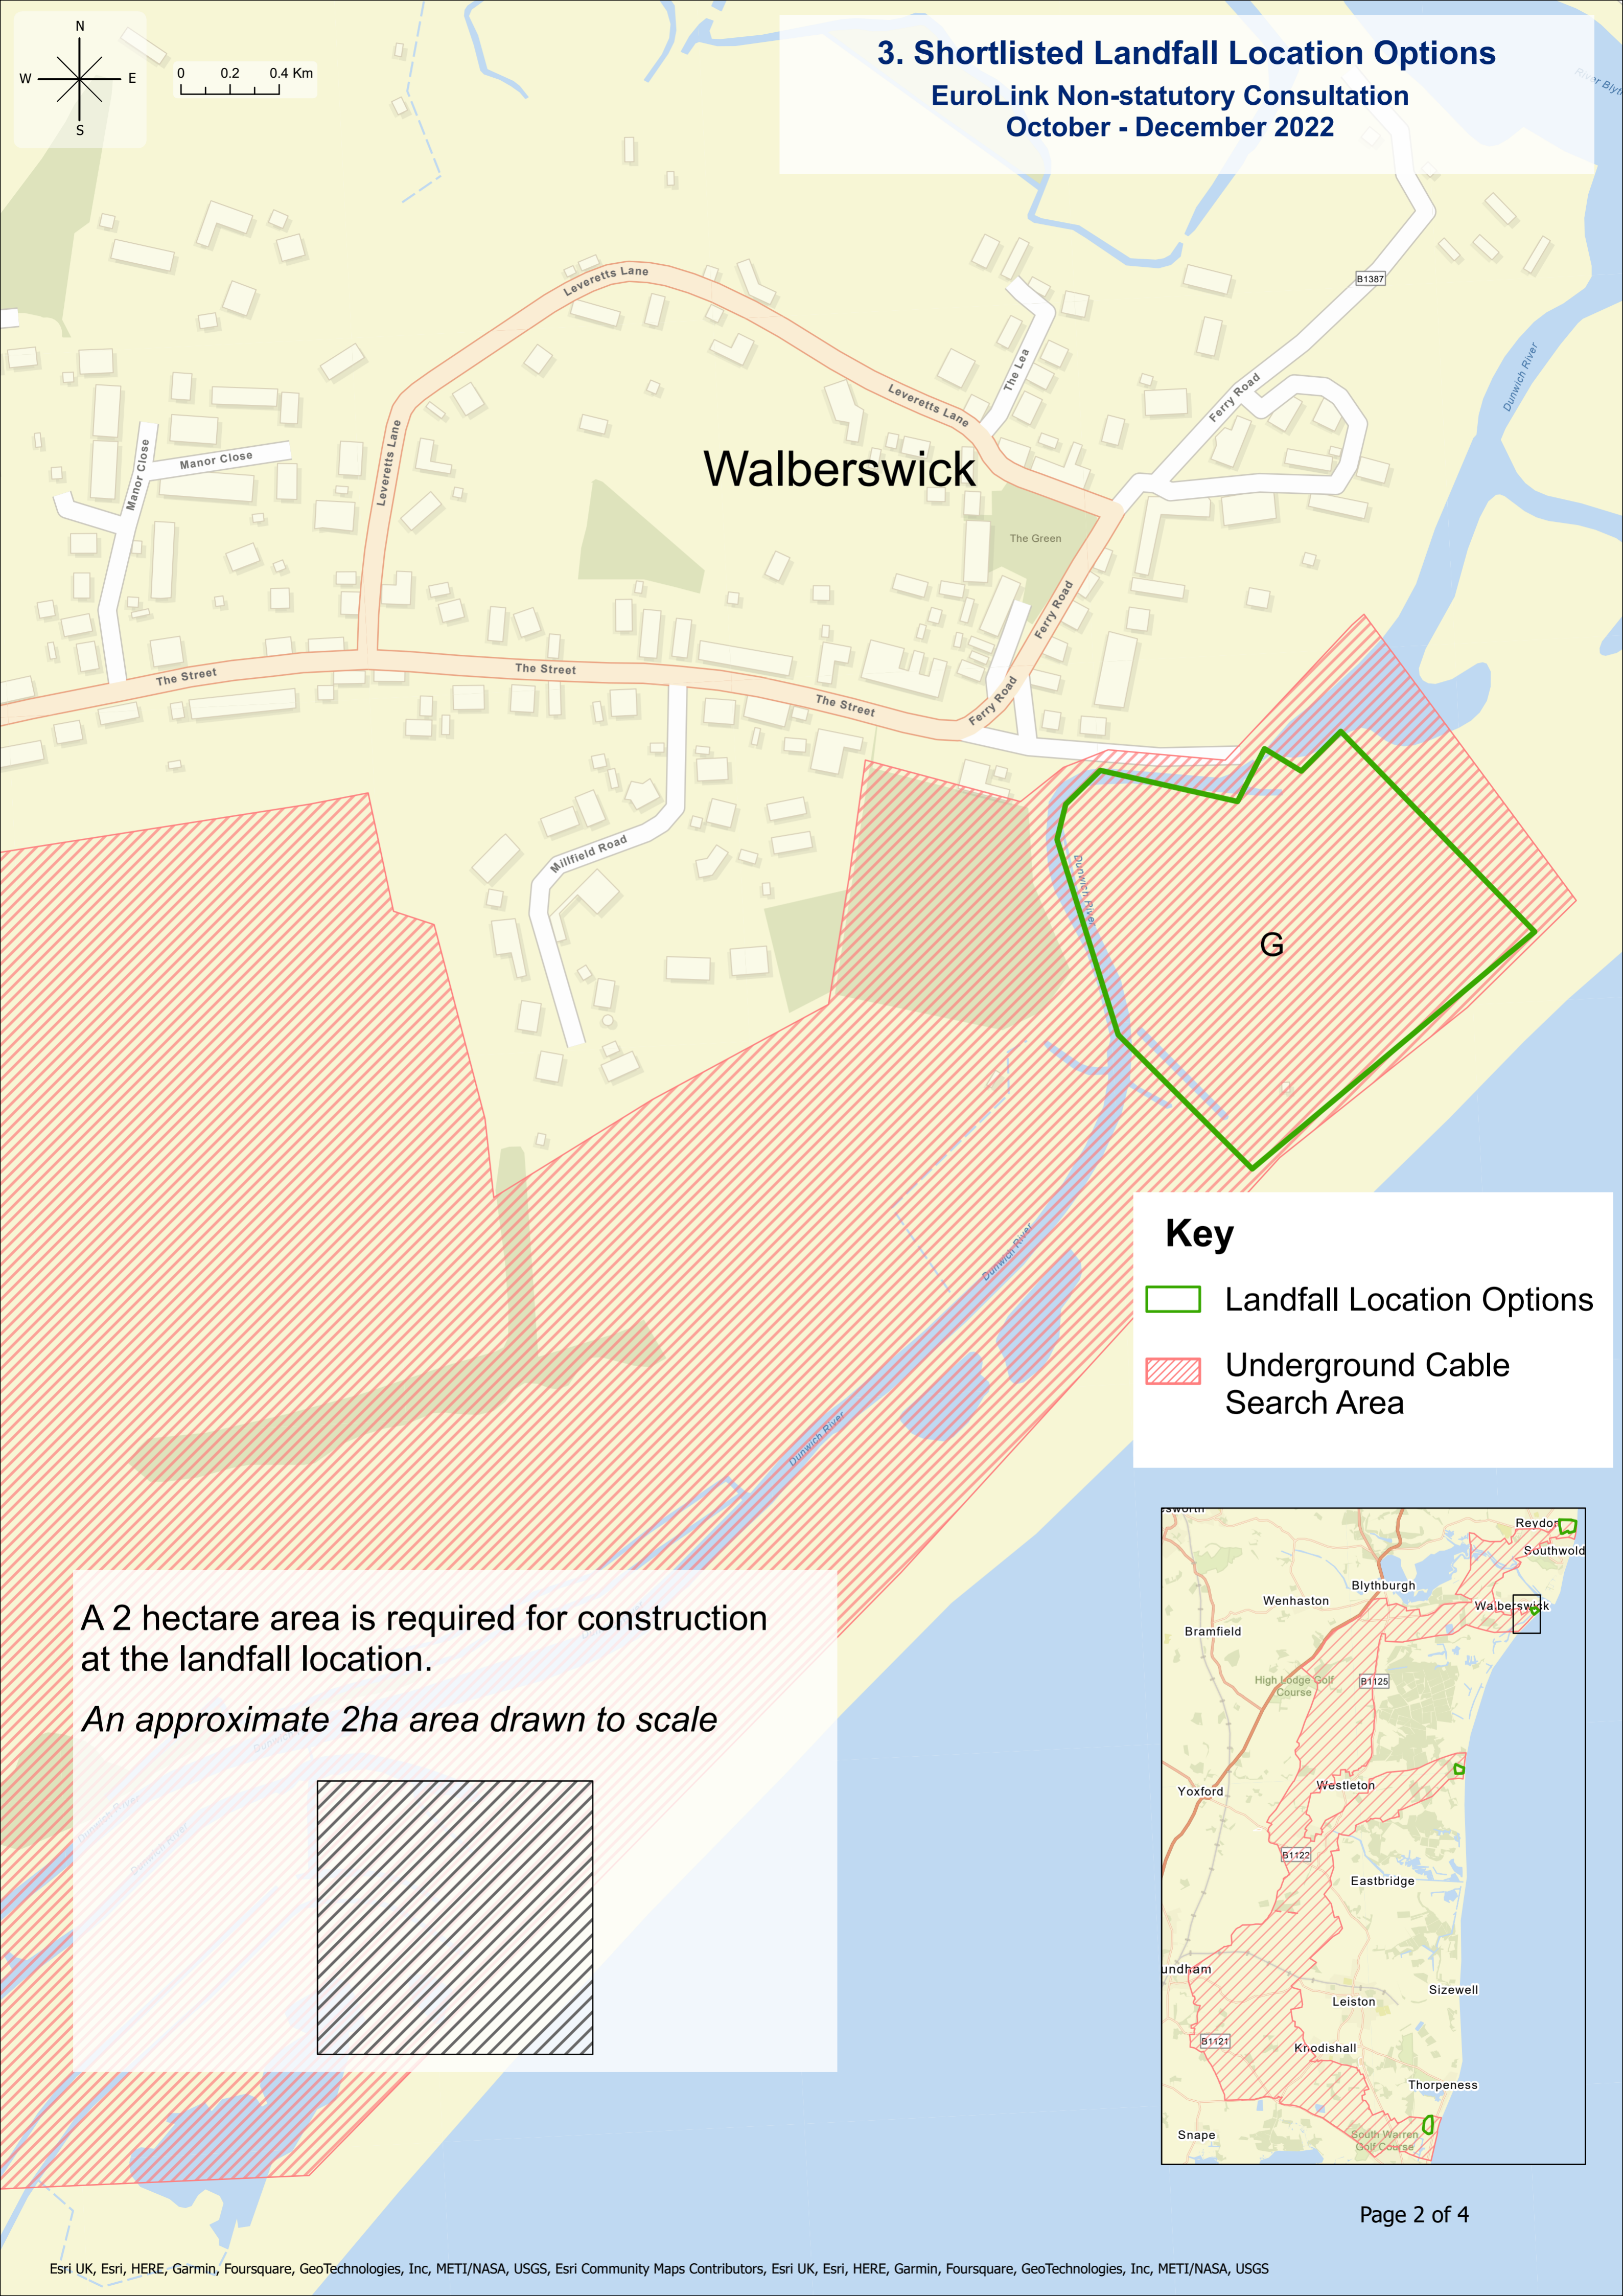 3. Shortlisted Landfall Location Options
EuroLink Non-statutory Consultation
October - December 2022
N
W
E
S
0 0.2 0.4 Km
B1387
Dunwich River
Leveretts Lane
The Lea
Leveretts Lane
Ferry Road
Leveretts Lane
Manor Close
Manor Close
Walberswick
The Green
Ferry Road
The Street
The Street
The Street
Ferry Road
Millfield Road
Dunwich River
G
Dunwich River
Dunwich River
Key
Landfall Location Options
Underground Cable
Search Area
A 2 hectare area is required for construction
at the landfall location.
An approximate 2ha area drawn to scale
Dunwich River
Dunwich River
Reydon
Southwold
Blythburgh
Wenhaston
Walberswick
Bramfield
High Lodge Golf
Course
B1125
Yoxford
Westleton
B1122
Eastbridge
undham
Sizewell
Leiston
B1121
Knodishall
Thorpeness
Snape
South Warren
Golf Course
Page 2 of 4
Esri UK, Esri, HERE, Garmin, Foursquare, GeoTechnologies, Inc, METI/NASA, USGS, Esri Community Maps Contributors, Esri UK, Esri, HERE, Garmin, Foursquare, GeoTechnologies, Inc, METI/NASA, USGS